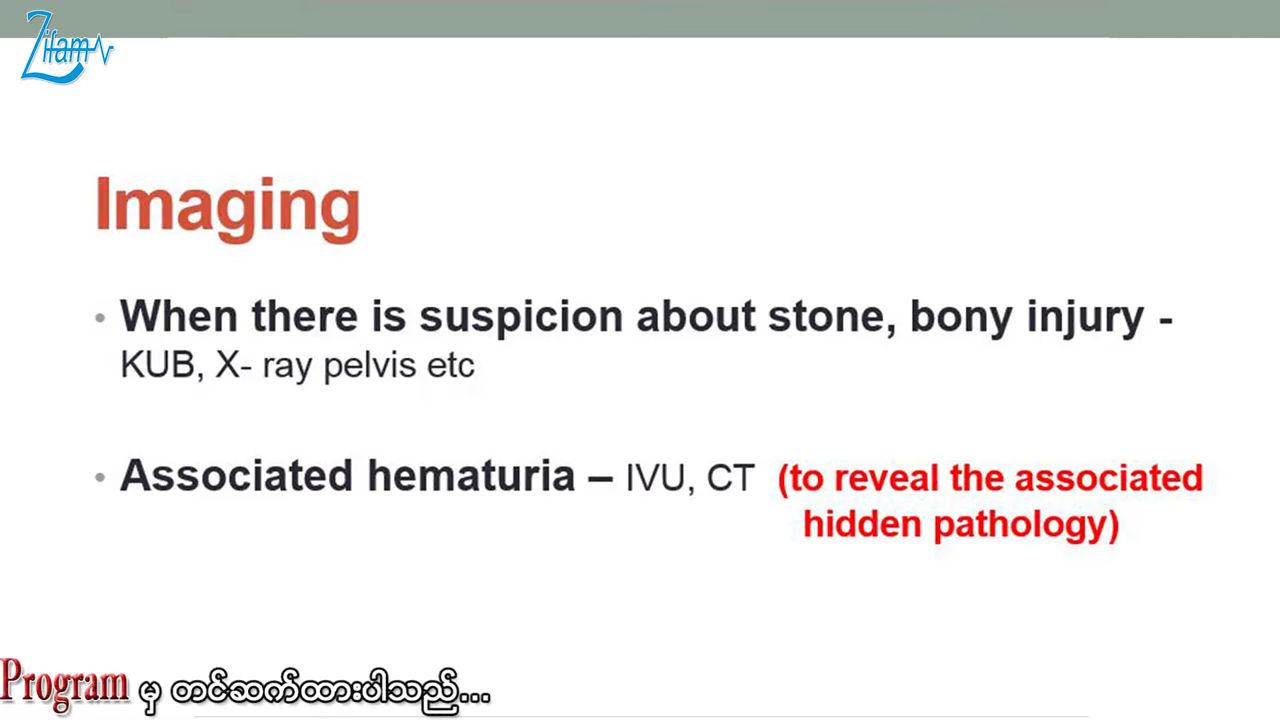 Zifam
Imaging
• When there is suspicion about stone, bony injury -
KUB, X- ray pelvis etc
• Associated hematuria – IVU, CT (to reveal the associated
hidden pathology)
Program မှ တင်ဆက်ထားပါသည်...